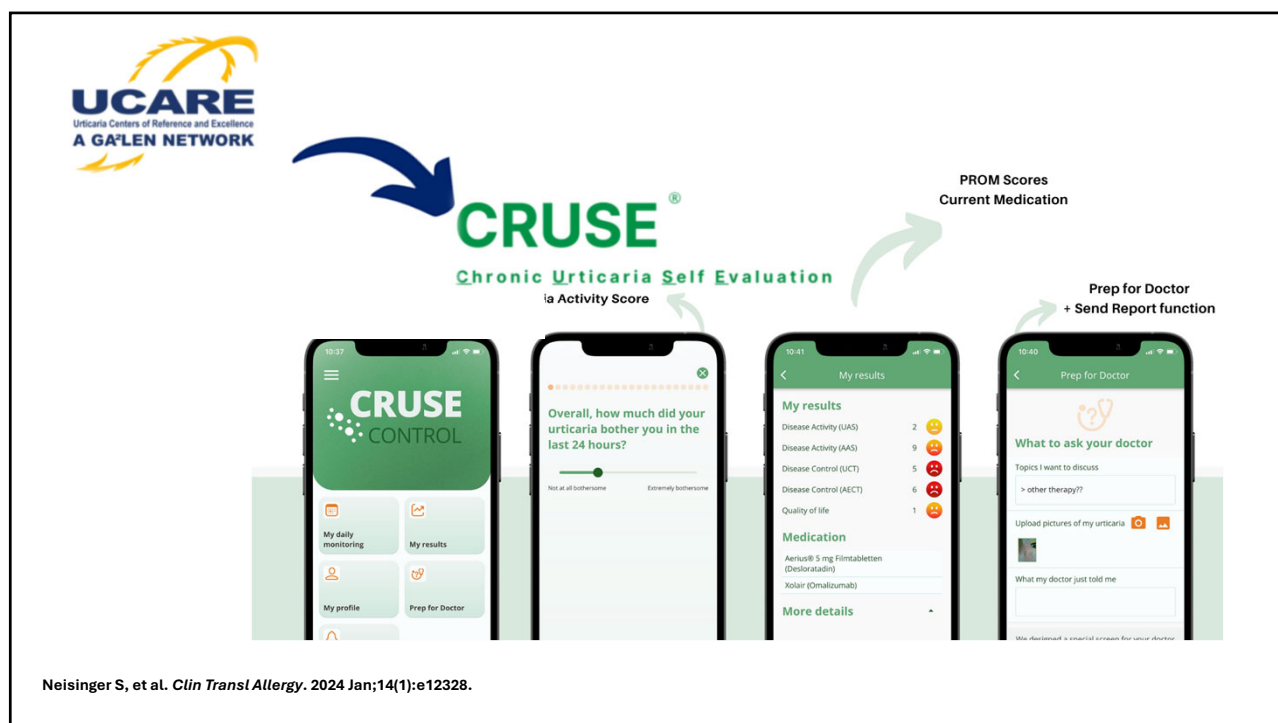 UCARE
Urticaria Centers of Reference and Excellence
A GA²LEN NETWORK
CRUSE®
Chronic Urticaria Self Evaluation
ia Activity Score
PROM Scores
Current Medication
Prep for Doctor
+ Send Report function
10:37
CRUSE
CONTROL
My daily
monitoring
My results
My profile
Prep for Doctor
Overall, how much did your
urticaria bother you in the
last 24 hours?
Not at all bothersome
Extremely bothersome
10:41
My results
My results
Disease Activity (UAS) 2
Disease Activity (AAS) 9
Disease Control (UCT) 5
Disease Control (AECT) 6
Quality of life 1
Medication
Aerius® 5 mg Filmtabletten
(Desloratadin)
Xolair (Omalizumab)
More details
10:40
Prep for Doctor
What to ask your doctor
Topics I want to discuss
> other therapy??
Upload pictures of my urticaria
What my doctor just told me
We designed a special screen for your doctor
Neisinger S, et al. Clin Transl Allergy. 2024 Jan;14(1):e12328.